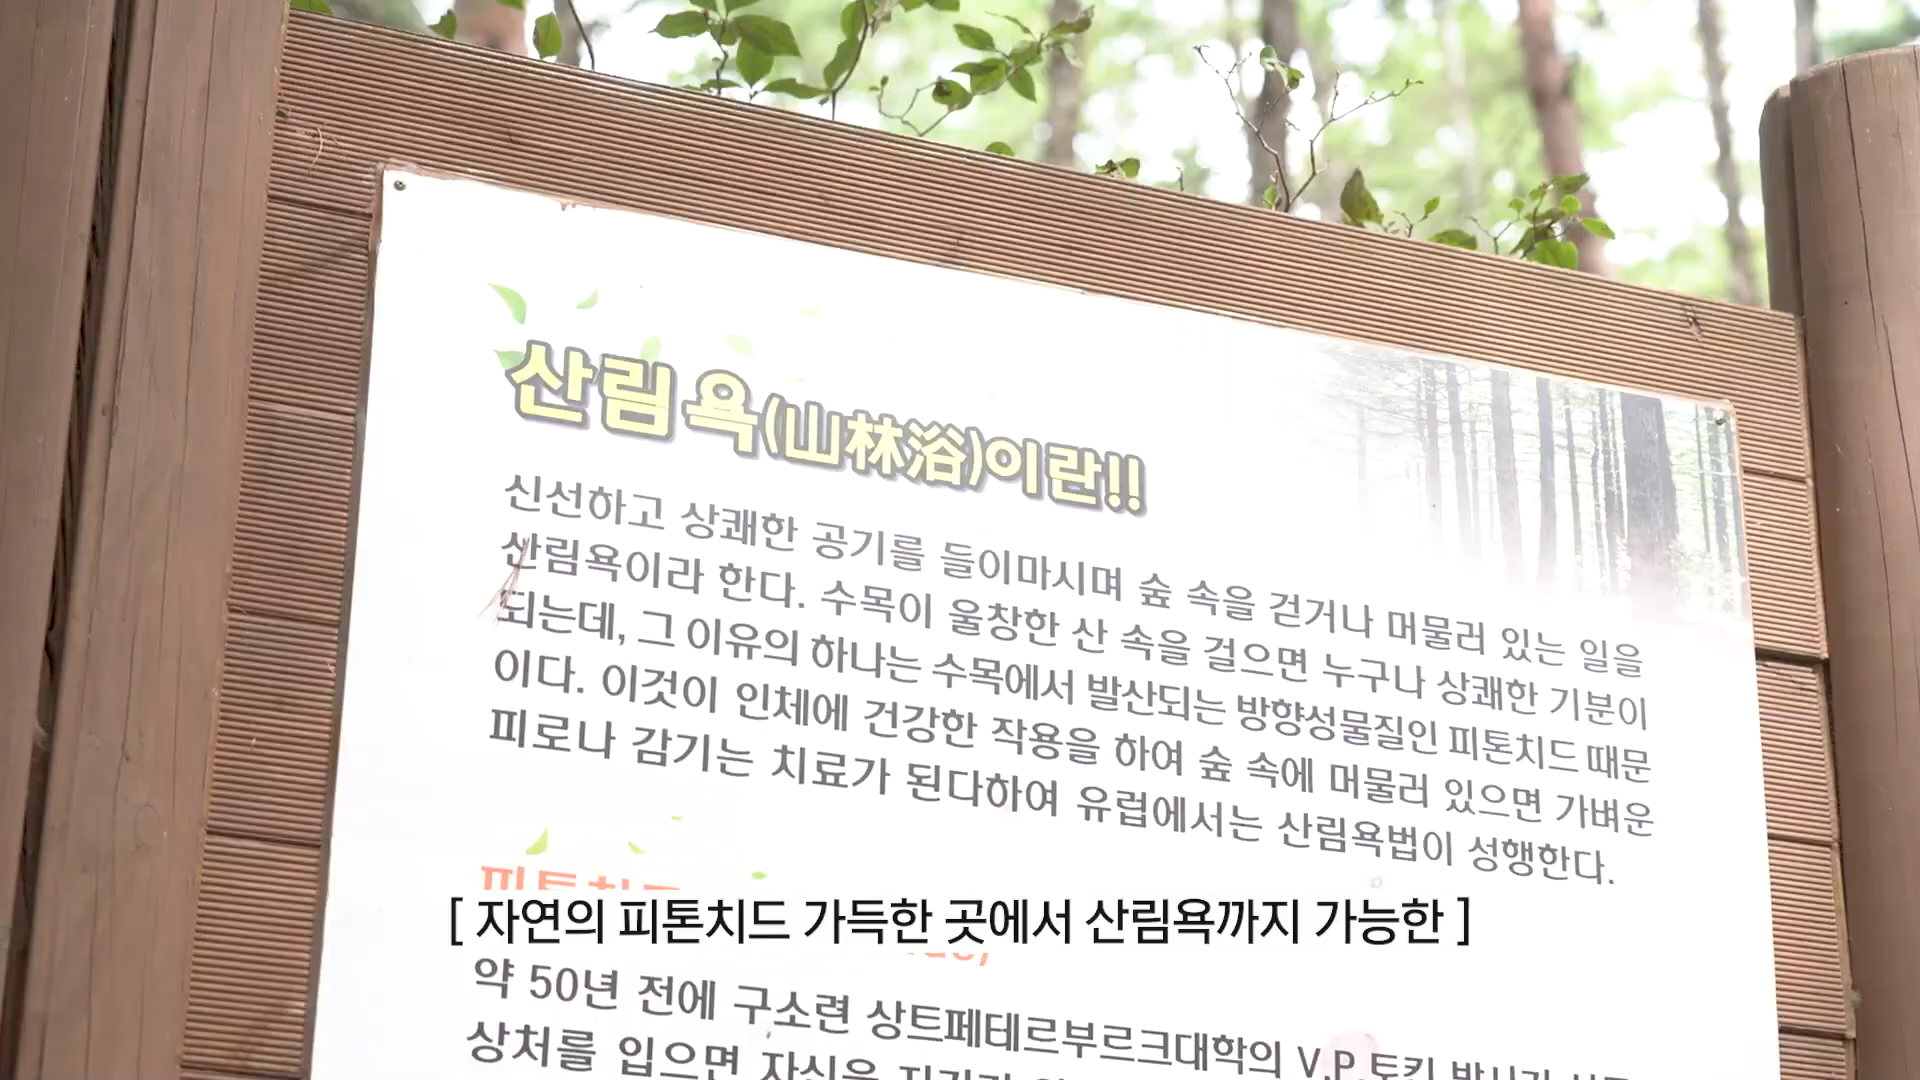 산림욕(山林浴)이란!!
신선하고 상쾌한 공기를 들이마시며 숲 속을 걷거나 머물러 있는 일을
산림욕이라 한다. 수목이 울창한 산 속을 걸으면 누구나 상쾌한 기분이
되는데, 그 이유의 하나는 수목에서 발산되는 방향성물질인 피톤치드 때문
이다. 이것이 인체에 건강한 작용을 하여 숲 속에 머물러 있으면 가벼운
피로나 감기는 치료가 된다하여 유럽에서는 산림욕법이 성행한다.
[ 자연의 피톤치드 가득한 곳에서 산림욕까지 가능한 ]
약 50년 전에 구소련 상트페테르부르크대학의 V.P.토킨
상처를 입으면 자신을